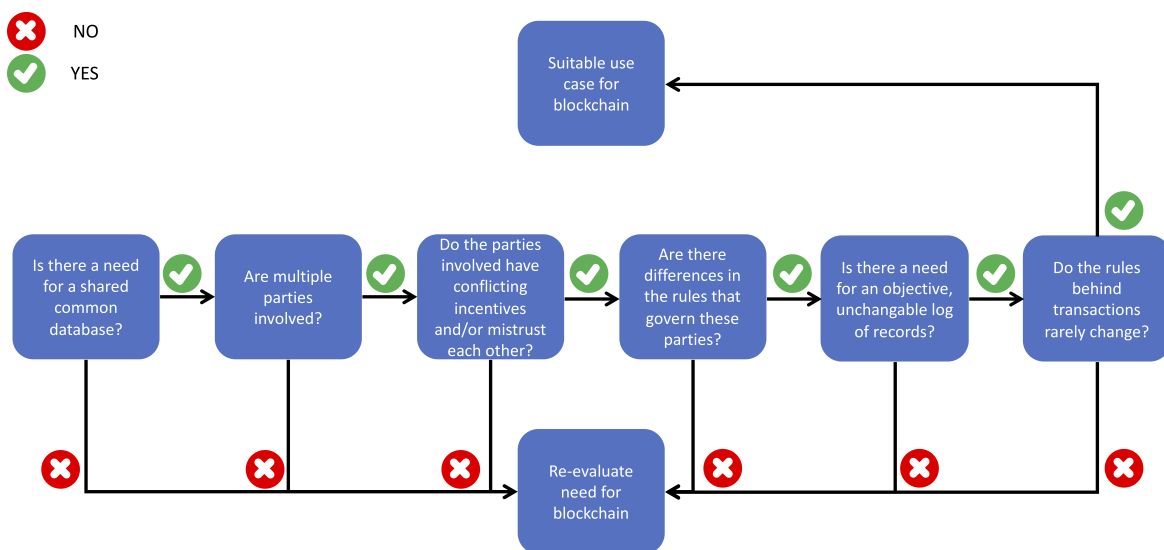 NO
YES
Suitable use
case for
blockchain
Is there a need
for a shared
common
database?
Are multiple
parties
involved?
Do the parties
involved have
conflicting
incentives
and/or mistrust
each other?
Are there
differences in
the rules that
govern these
parties?
Is there a need
for an objective,
unchangable log
of records?
Do the rules
behind
transactions
rarely change?
Re-evaluate
need for
blockchain